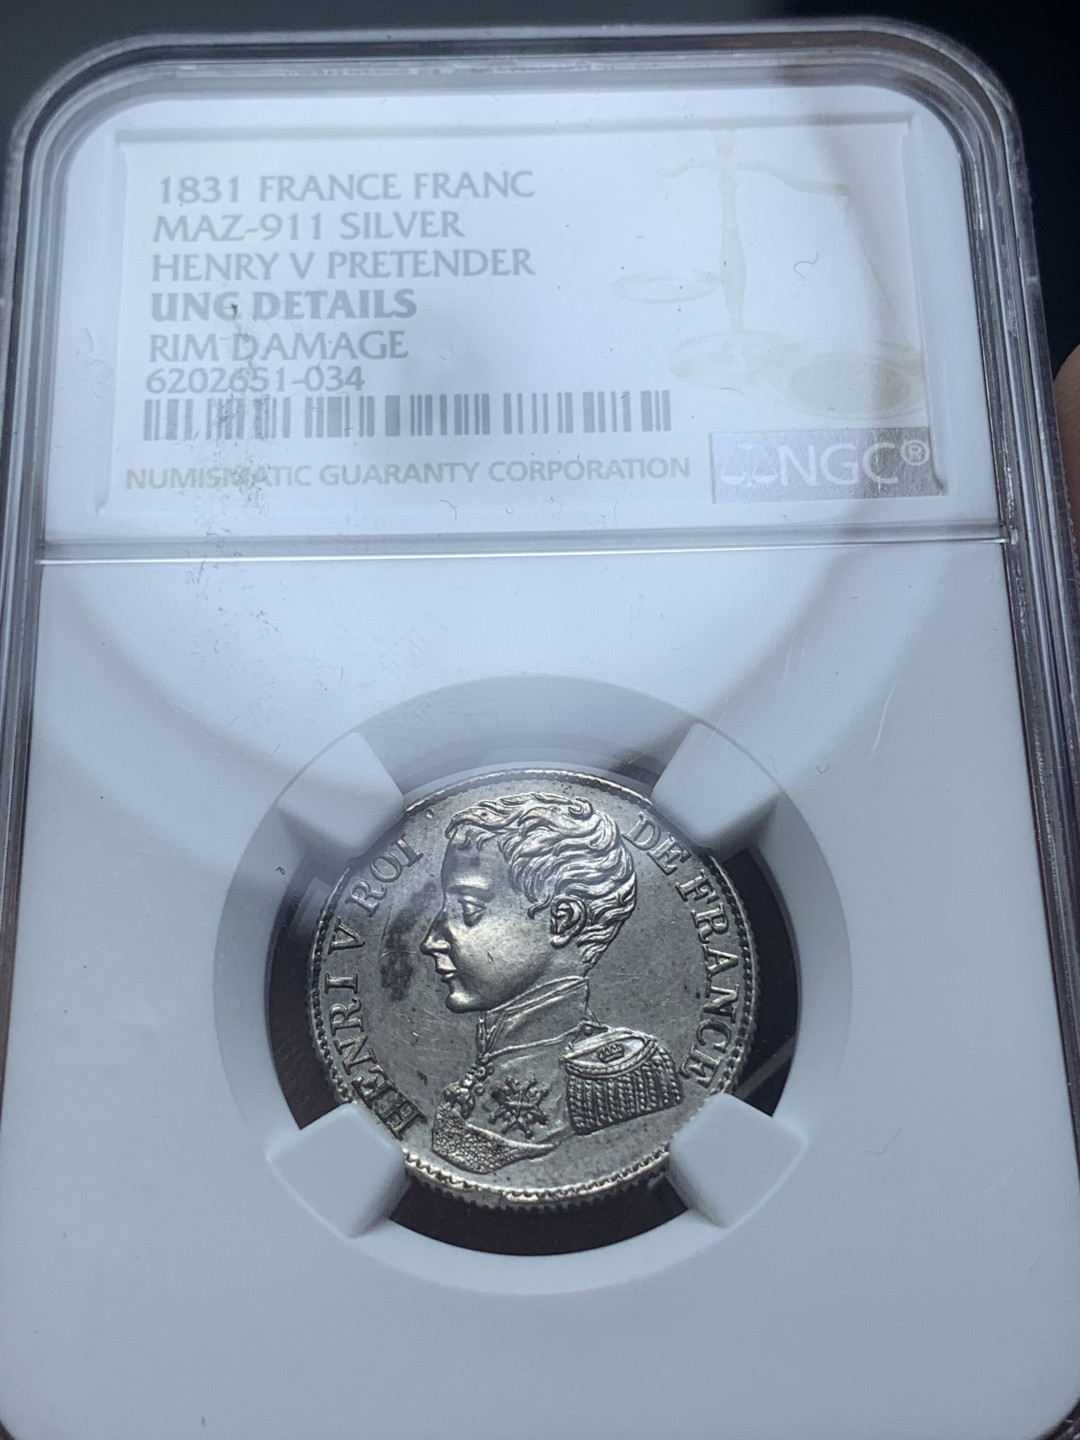 1831 FRANCE FRANC
MAZ-911 SILVER
HENRY V PRETENDER
UNC DETAILS
RIM DAMAGE
6202651-034
NUMISMATIC GUARANTY CORPORATION
NGC®
HENRI V ROI DE FRANCE